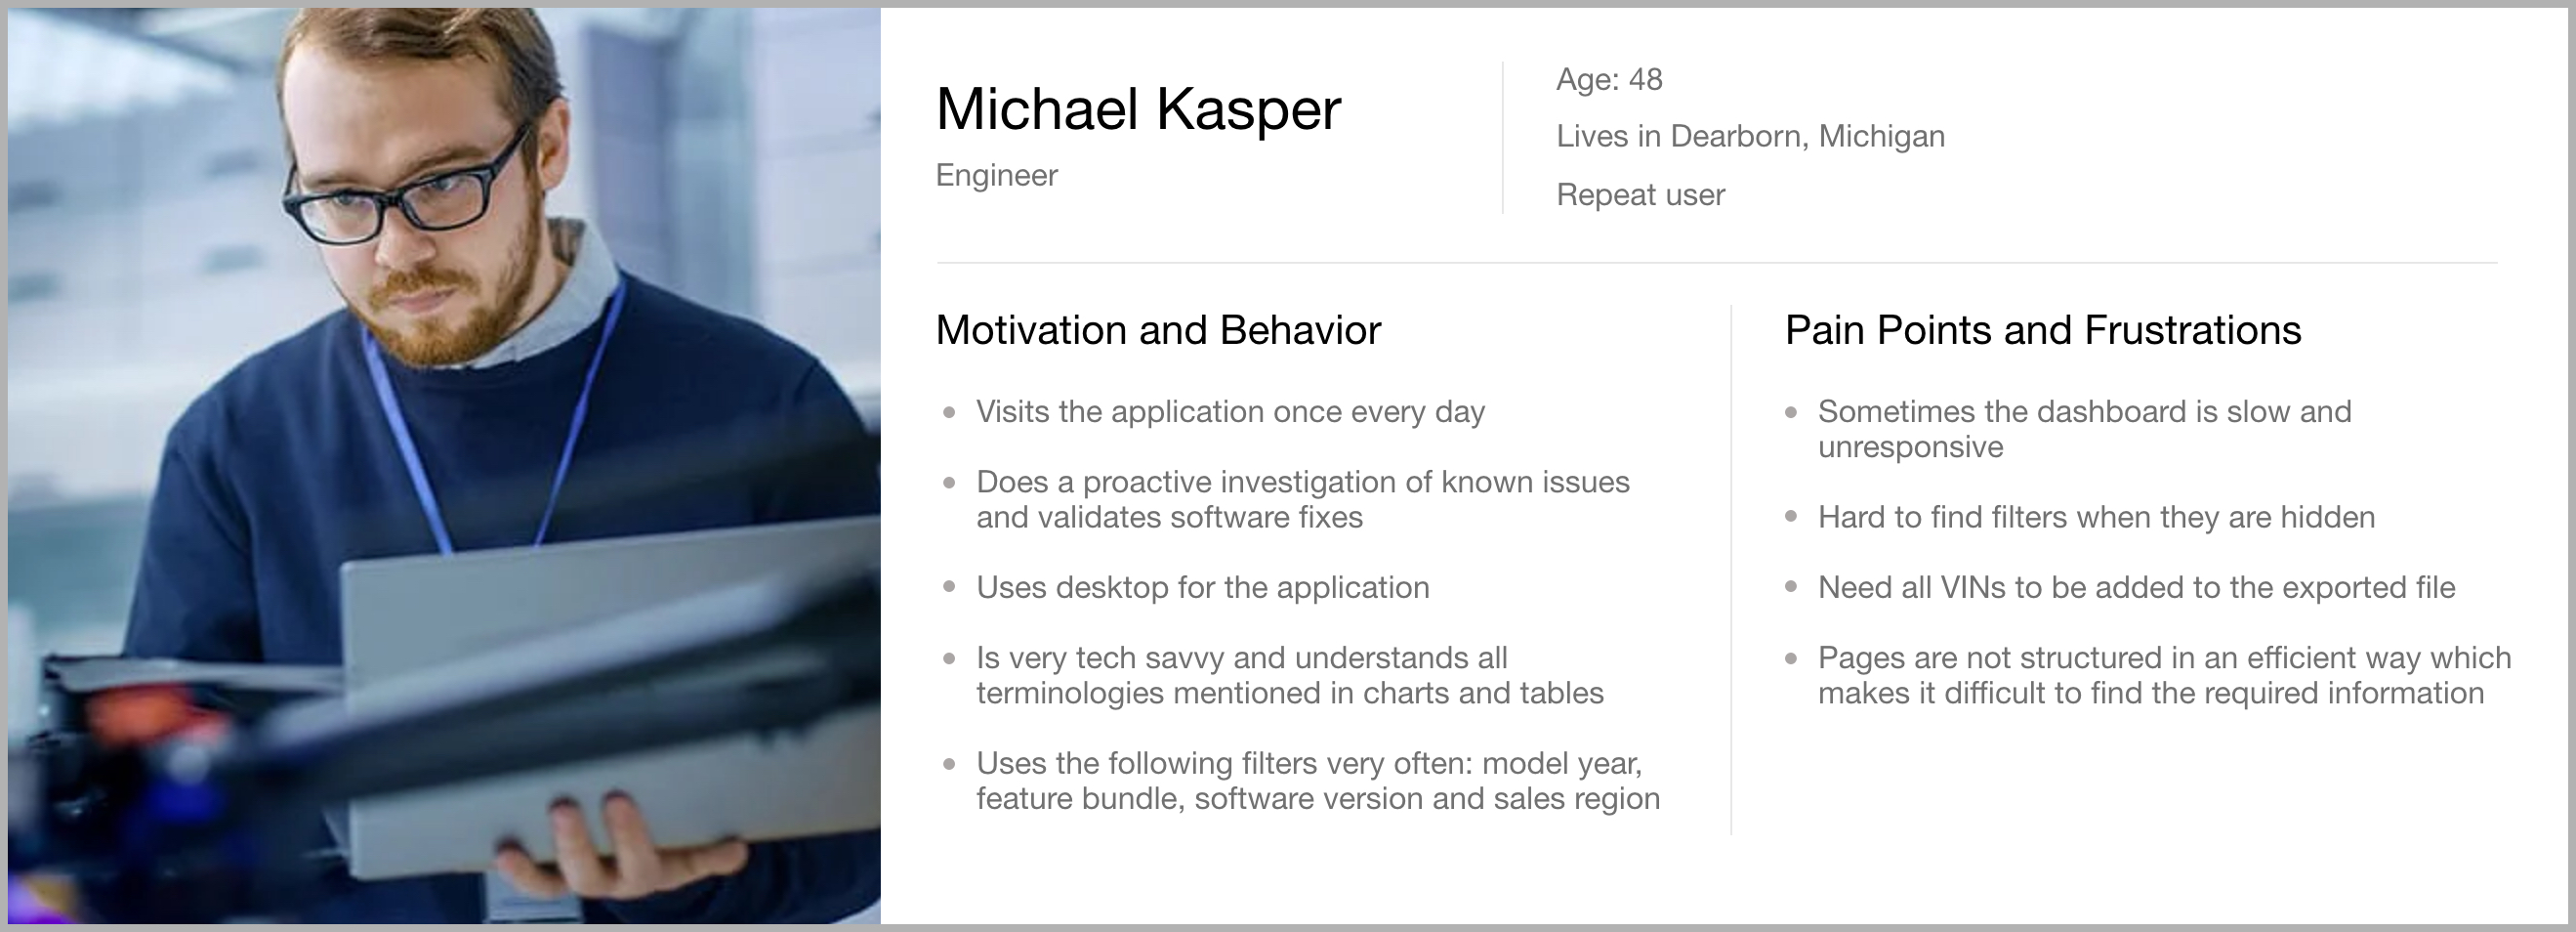 Michael Kasper
Engineer
Age: 48
Lives in Dearborn, Michigan
Repeat user
Motivation and Behavior
Visits the application once every day
Does a proactive investigation of known issues
and validates software fixes
Uses desktop for the application
Is very tech savvy and understands all
terminologies mentioned in charts and tables
Uses the following filters very often: model year,
feature bundle, software version and sales region
Pain Points and Frustrations
Sometimes the dashboard is slow and
unresponsive
Hard to find filters when they are hidden
Need all VINs to be added to the exported file
Pages are not structured in an efficient way which
makes it difficult to find the required information